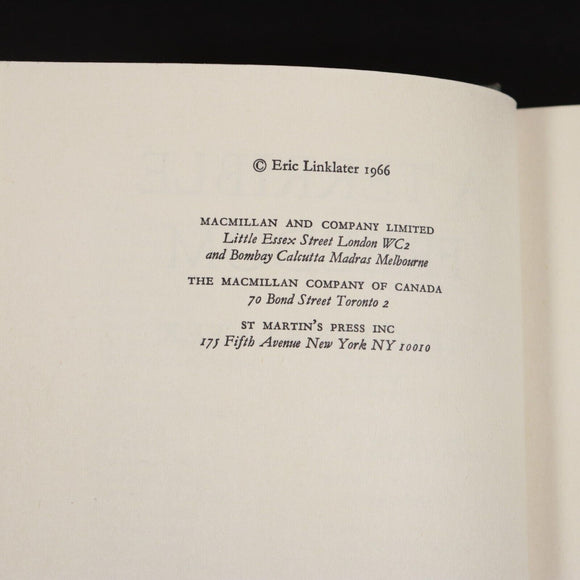 © Eric Linklater 1966
MACMILLAN AND COMPANY LIMITED
Little Essex Street London WC2
and Bombay Calcutta Madras Melbourne
THE MACMILLAN COMPANY OF CANADA
70 Bond Street Toronto 2
ST MARTIN'S PRESS INC
175 Fifth Avenue New York NY 10010